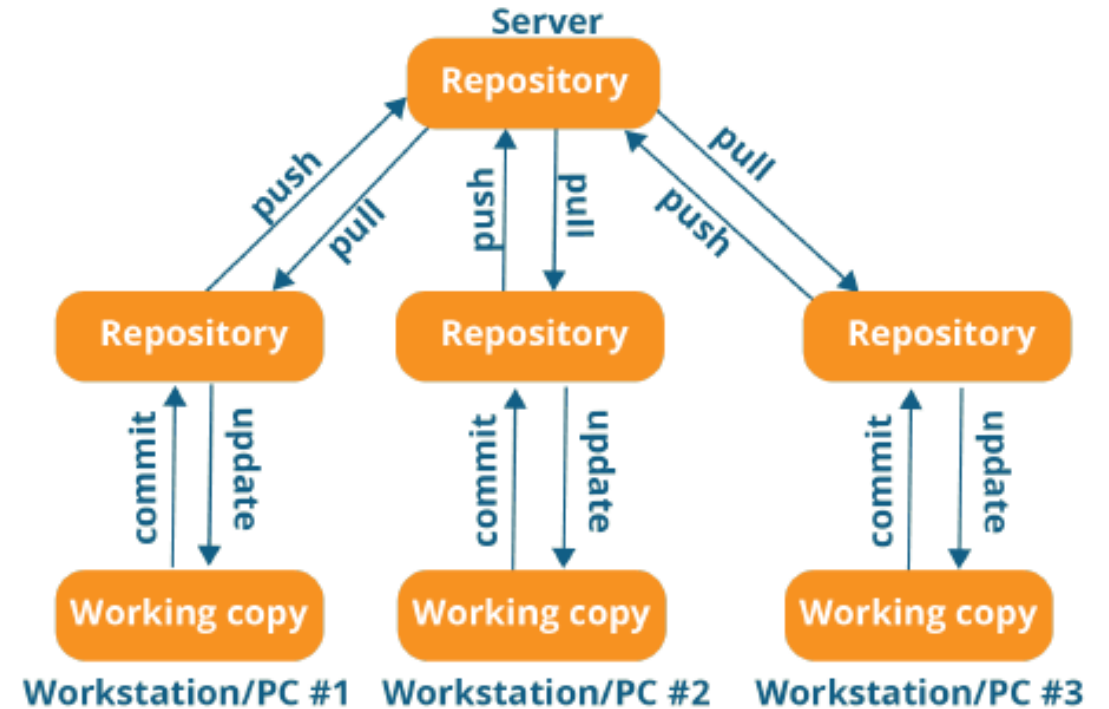 Server
Repository
push
pull
push
pull
push
pull
Repository
Repository
Repository
commit
update
commit
update
commit
update
Working copy
Working copy
Working copy
Workstation/PC #1
Workstation/PC #2
Workstation/PC #3